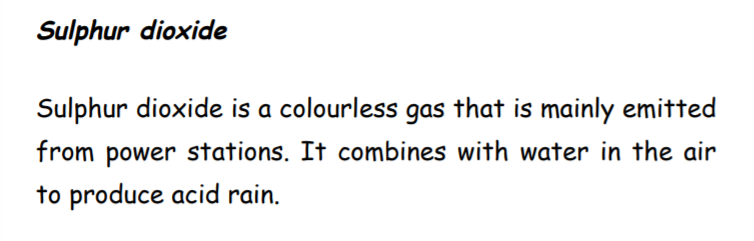 Sulphur dioxide
Sulphur dioxide is a colourless gas that is mainly emitted
from power stations. It combines with water in the air
to produce acid rain.